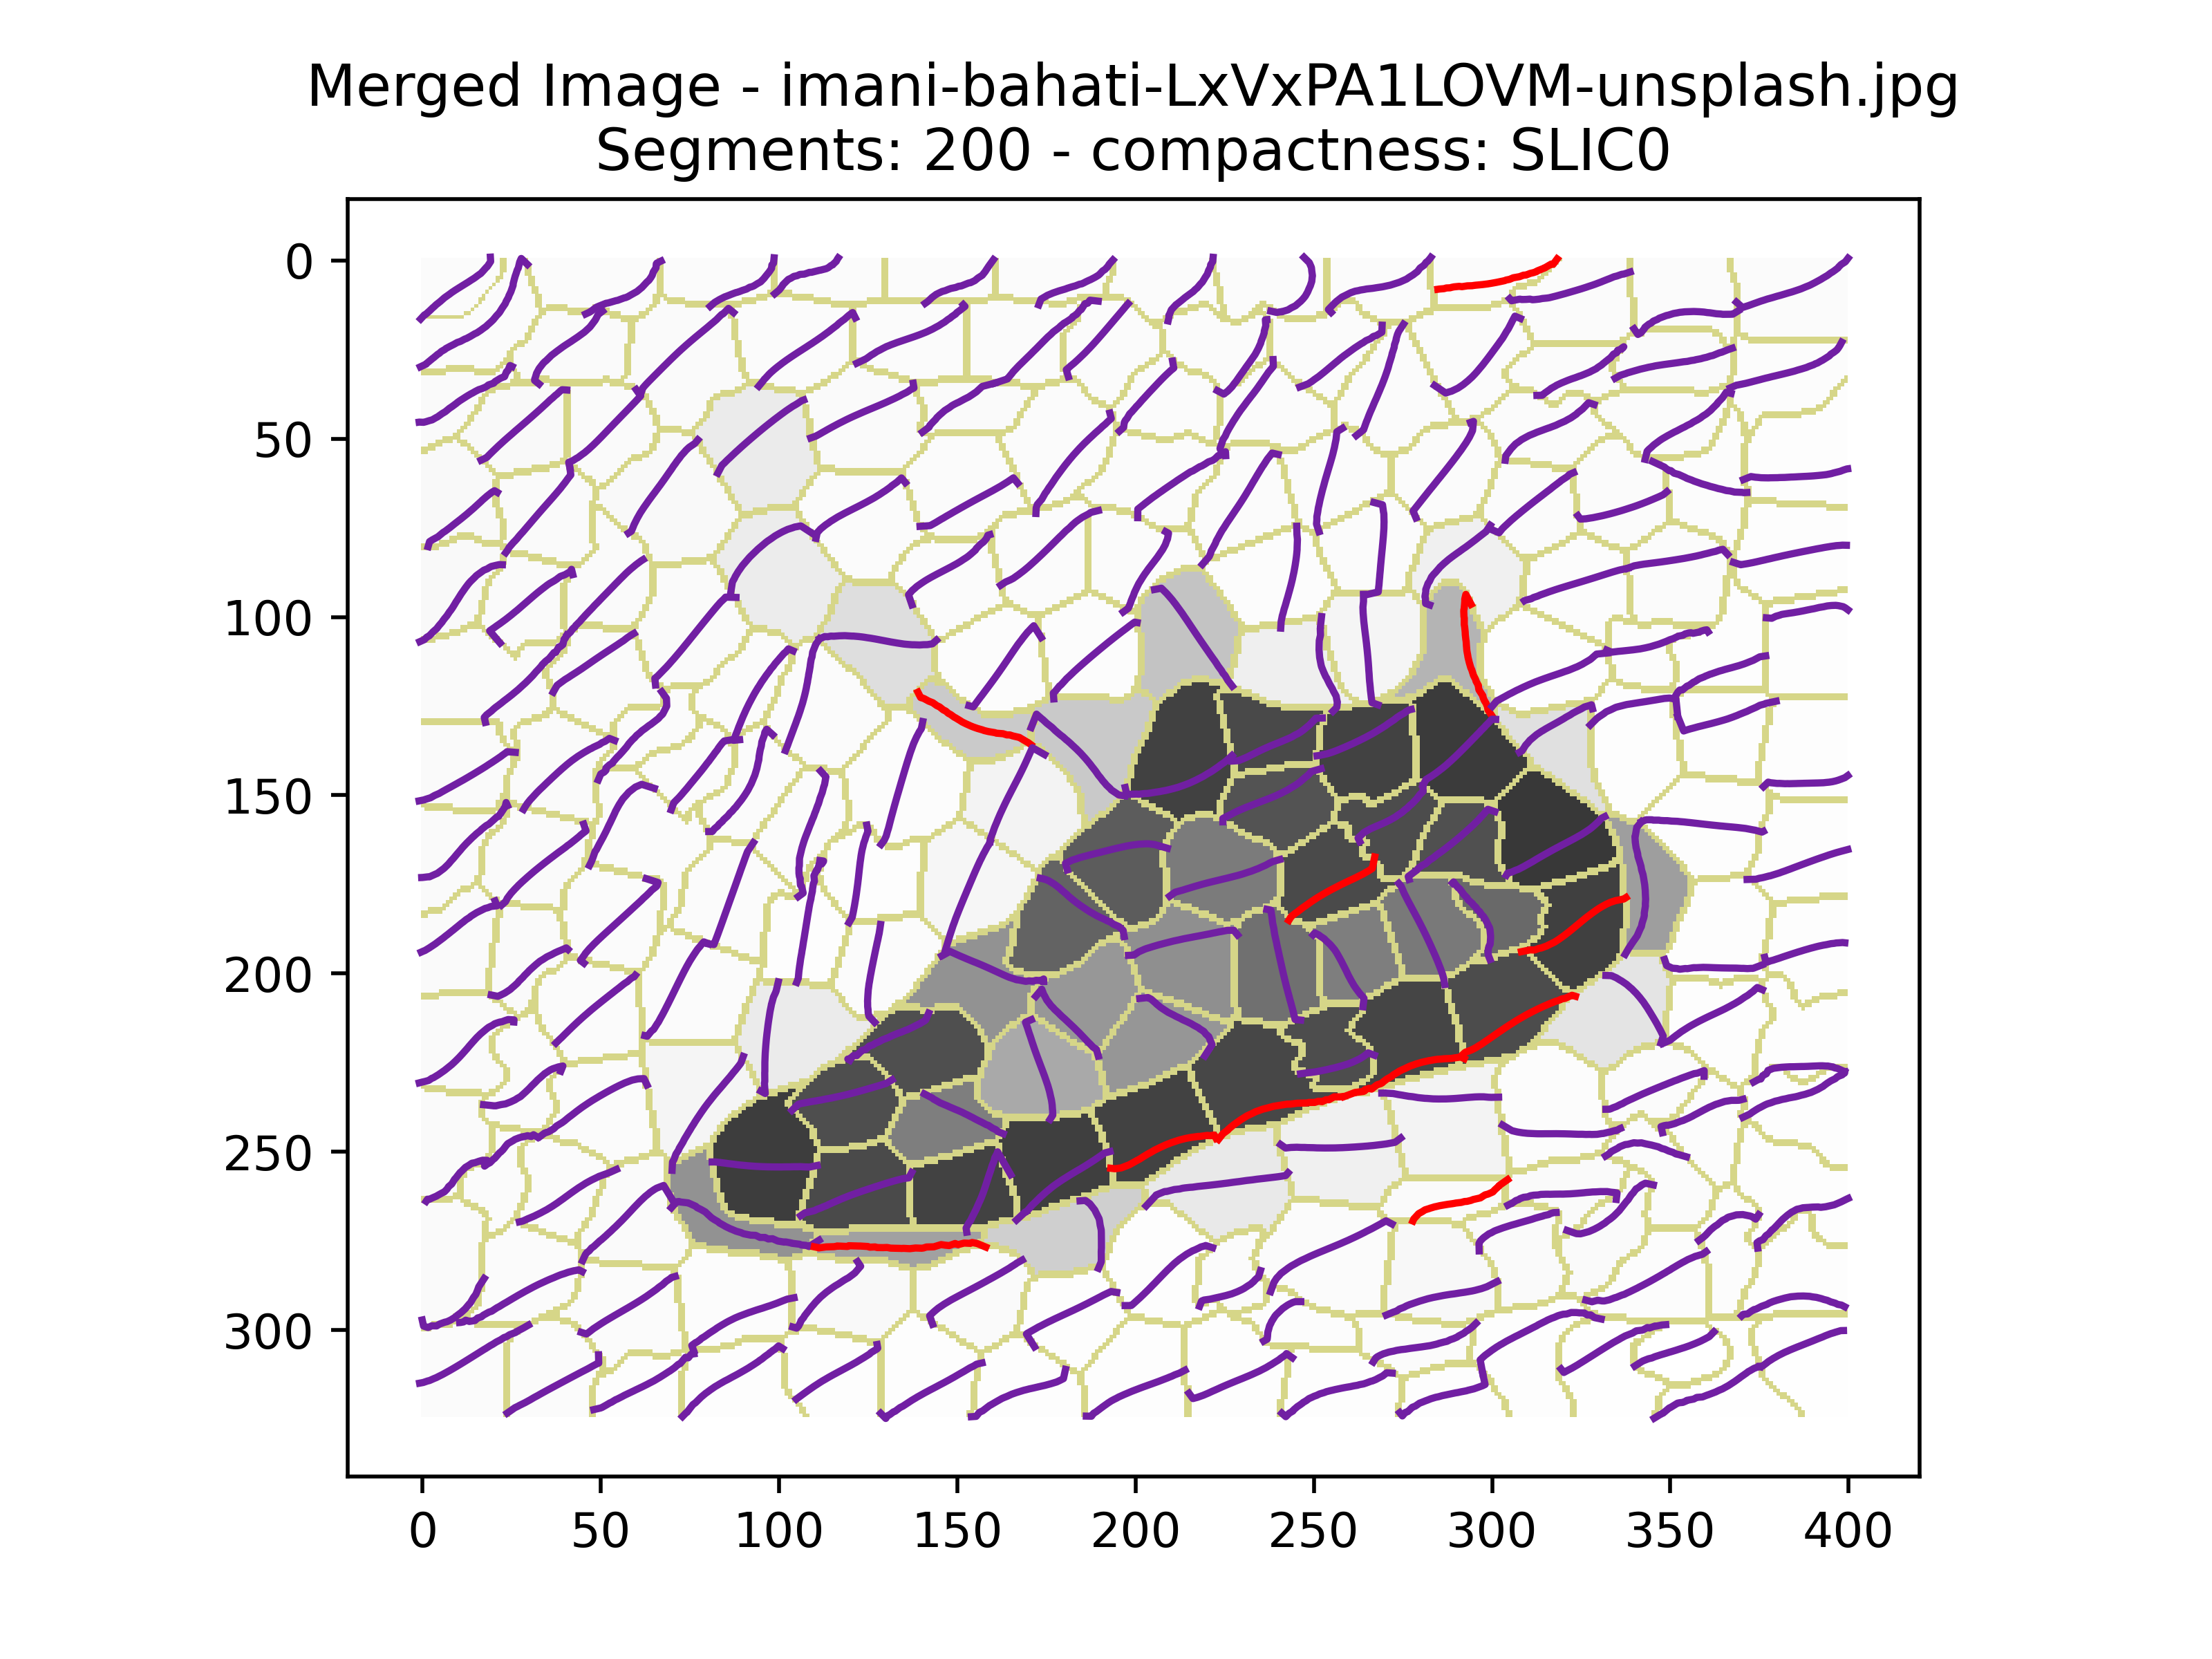 Merged Image - imani-bahati-LxVxPA1LOVM-unsplash.jpg
Segments: 200 - compactness: SLIC0
0
50
100
150
200
250
300
0 50 100 150 200 250 300 350 400